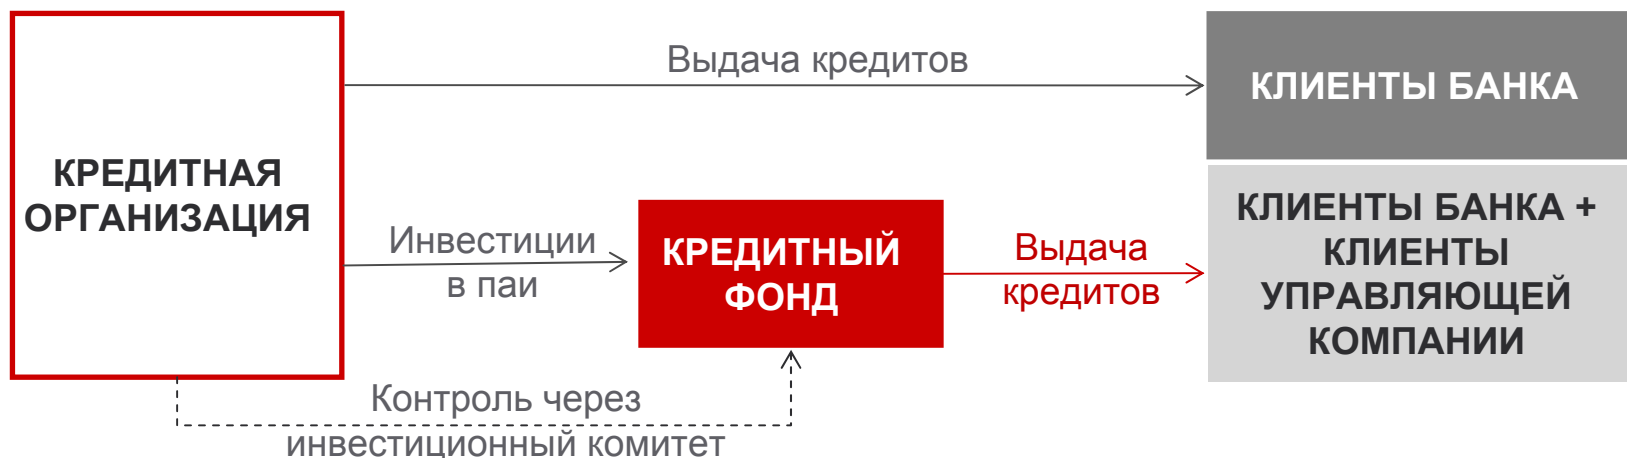 Выдача кредитов
КЛИЕНТЫ БАНКА
КРЕДИТНАЯ
ОРГАНИЗАЦИЯ
Инвестиции
в паи
КРЕДИТНЫЙ
ФОНД
Выдача
кредитов
КЛИЕНТЫ БАНКА +
КЛИЕНТЫ
УПРАВЛЯЮЩЕЙ
КОМПАНИИ
Контроль через
инвестиционный комитет